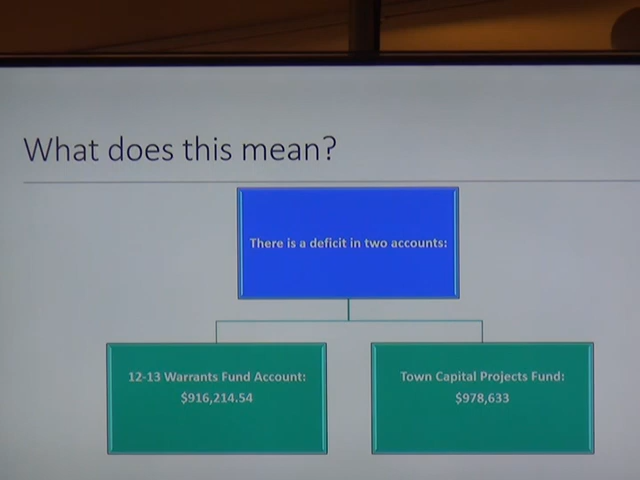 What does this mean?
There is a deficit in two accounts:
12-13 Warrants Fund Account:
$916,214.54
Town Capital Projects Fund:
$978,633